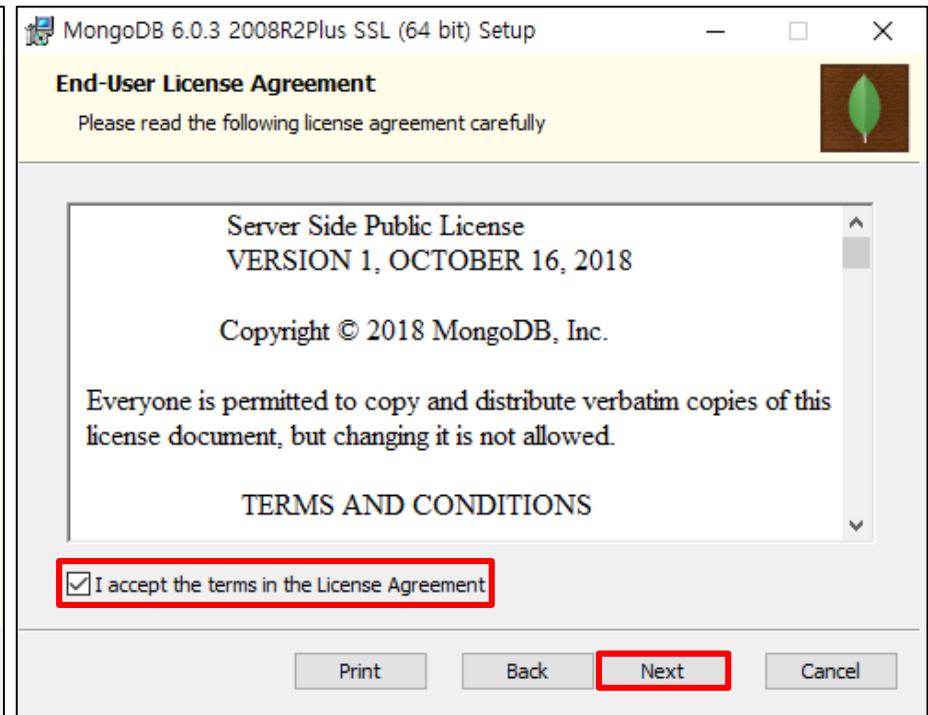 MongoDB 6.0.3 2008R2Plus SSL (64 bit) Setup
End-User License Agreement
Please read the following license agreement carefully
Server Side Public License
VERSION 1, OCTOBER 16, 2018
Copyright © 2018 MongoDB, Inc.
Everyone is permitted to copy and distribute verbatim copies of this
license document, but changing it is not allowed.
TERMS AND CONDITIONS
I accept the terms in the License Agreement
Print Back Next Cancel